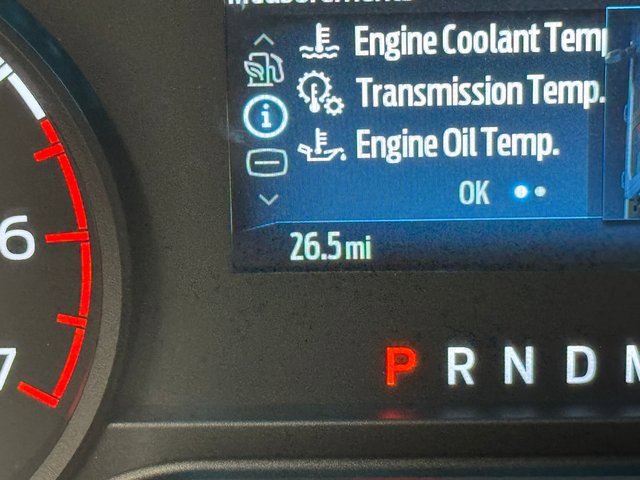 Engine Coolant Temp
Transmission Temp.
Engine Oil Temp.
OK
26.5 mi
6
7
P R N D M